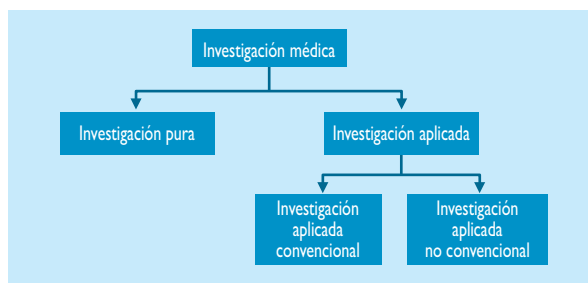 Investigación médica
Investigación pura
Investigación aplicada
Investigación
aplicada
convencional
Investigación
aplicada
no convencional